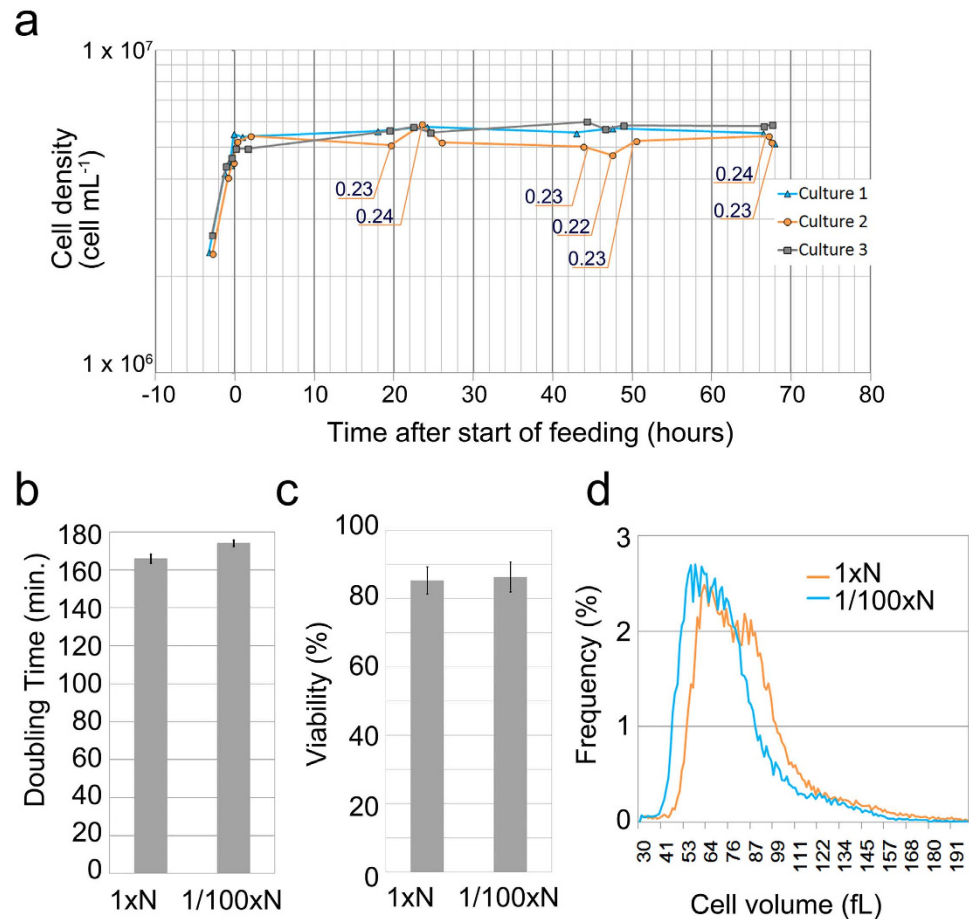 a
1 x 10⁷
Cell density
(cell mL⁻¹)
0.23
0.24
0.23
0.22
0.23
0.24
0.23
Culture 1
Culture 2
Culture 3
1 x 10⁶
-10 0 10 20 30 40 50 60 70 80
Time after start of feeding (hours)
b
Doubling Time (min.)
180
160
140
120
100
80
60
40
20
0
1xN 1/100xN
c
Viability (%)
100
80
60
40
20
0
1xN 1/100xN
d
Frequency (%)
3
2
1
0
1xN
1/100xN
30 41 53 64 76 87 99 111 122 134 145 157 168 180 191
Cell volume (fL)